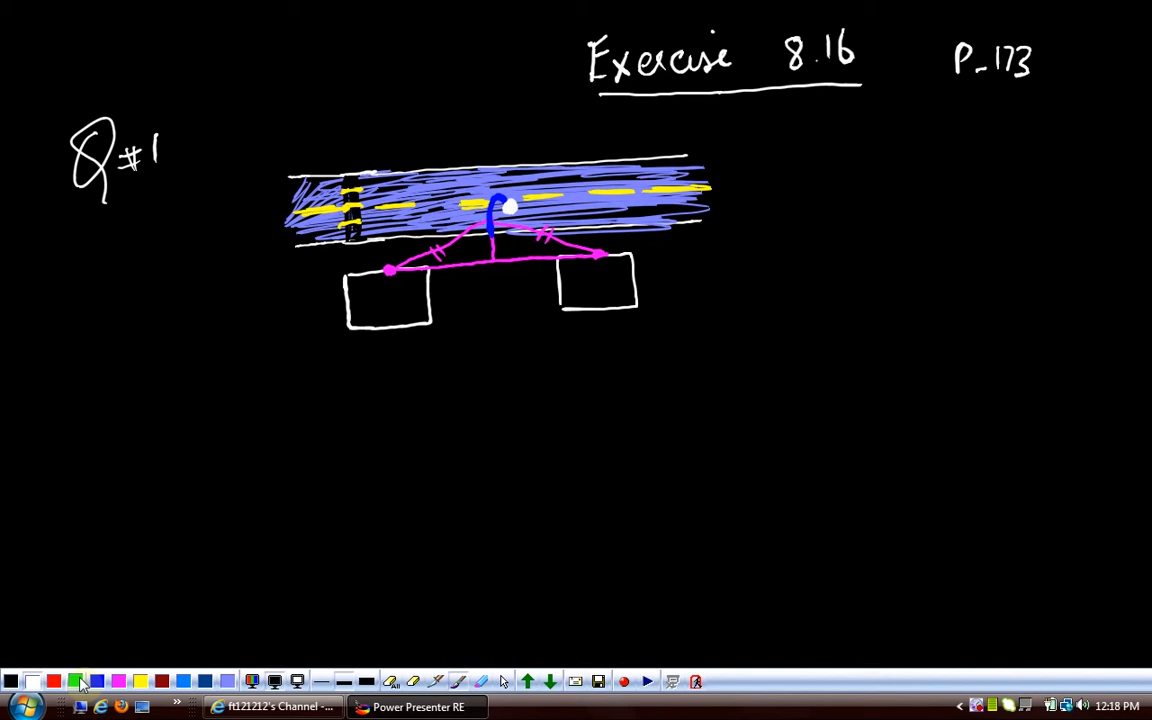 Exercise 8.16 P-173
Q#1
ft121212's Channel - ...
Power Presenter RE
12:18 PM